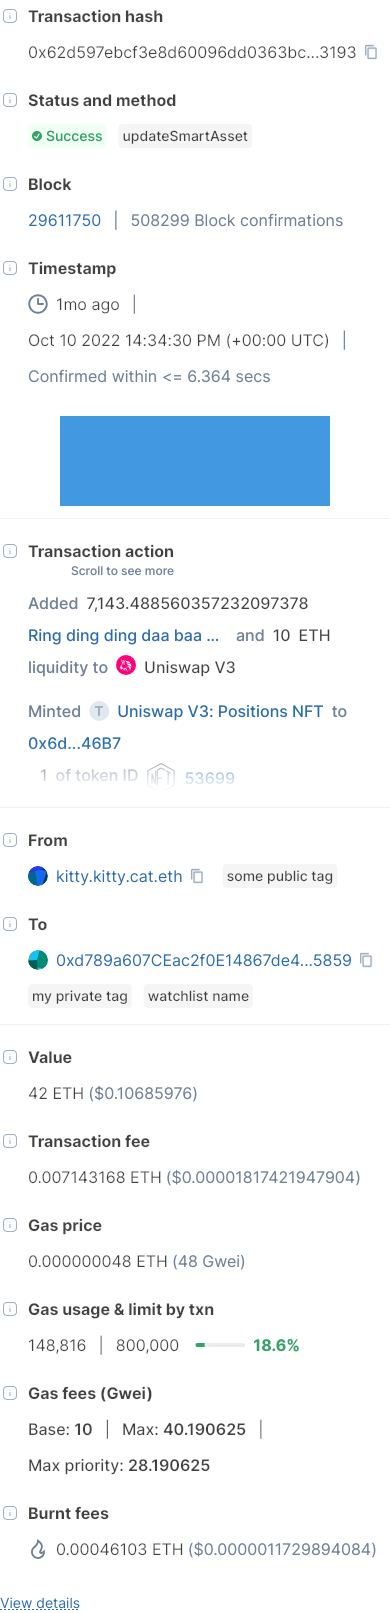 Transaction hash
0x62d597ebcf3e8d60096dd0363bc...3193
Status and method
Success updateSmartAsset
Block
29611750 | 508299 Block confirmations
Timestamp
1mo ago |
Oct 10 2022 14:34:30 PM (+00:00 UTC) |
Confirmed within <= 6.364 secs
Transaction action
Scroll to see more
Added 7,143.488560357232097378
Ring ding ding daa baa ... and 10 ETH
liquidity to Uniswap V3
Minted T Uniswap V3: Positions NFT to
0x6d...46B7
1 of token ID NFT 53699
From
kitty.kitty.cat.eth some public tag
To
0xd789a607CEac2f0E14867de4...5859
my private tag watchlist name
Value
42 ETH ($0.10685976)
Transaction fee
0.007143168 ETH ($0.00001817421947904)
Gas price
0.000000048 ETH (48 Gwei)
Gas usage & limit by txn
148,816 | 800,000 18.6%
Gas fees (Gwei)
Base: 10 | Max: 40.190625 |
Max priority: 28.190625
Burnt fees
0.00046103 ETH ($0.0000011729894084)
View details